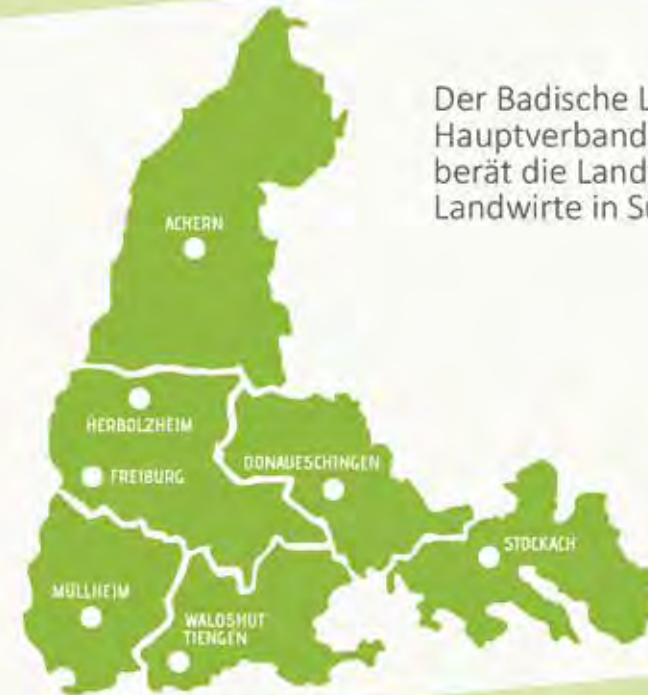 Der Badische
Hauptverband
berät die Land
Landwirte in
ACHERN
HERBOLZHEIM
FREIBURG
DONAUESCHINGEN
STOCKACH
MÜLLHEIM
WALDSHUT
TIENGEN